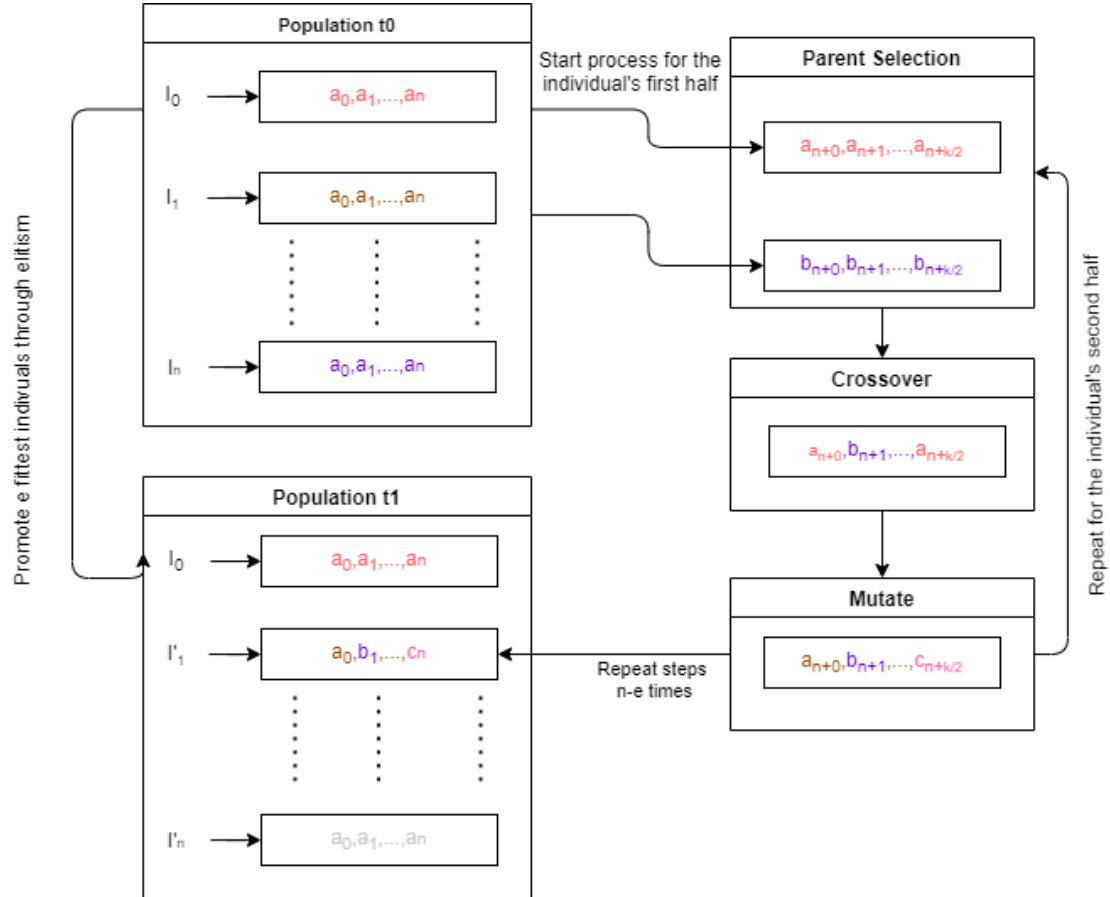 Population t0
I0
a0,a1,...,an
I1
a0,a1,...,an
In
a0,a1,...,an
Promote e fittest indivuals through elitism
Start process for the
individual's first half
Parent Selection
an+0,an+1,...,an+k/2
bn+0,bn+1,...,bn+k/2
Crossover
an+0,bn+1,...,an+k/2
Mutate
an+0,bn+1,...,cn+k/2
Repeat for the individual's second half
Repeat steps
n-e times
Population t1
I0
a0,a1,...,an
I'1
a0,b1,...,cn
I'n
a0,a1,...,an